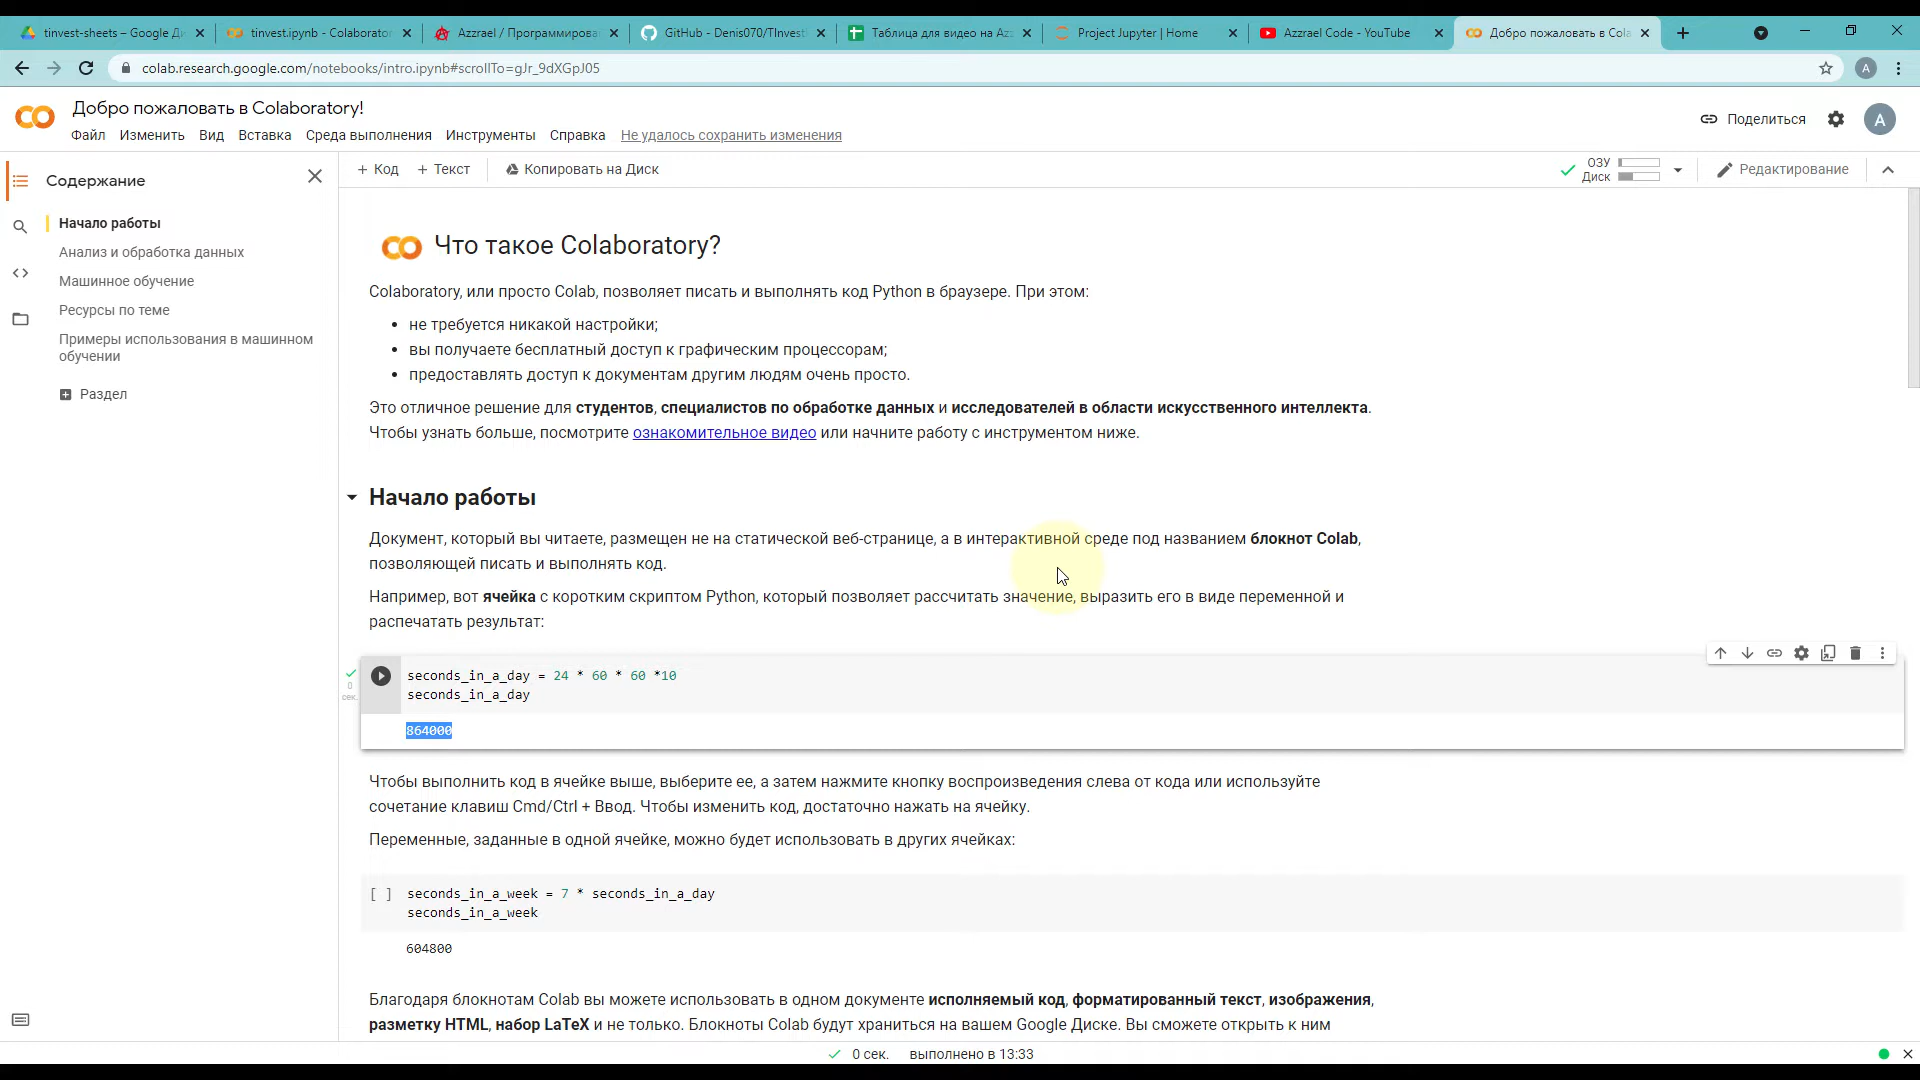 tinvest-sheets – Google Ди
tinvest.ipynb - Colaborator
Azzrael / Программирова
GitHub - Denis070/TInvest
Таблица для видео на Az
Project Jupyter | Home
Azzrael Code - YouTube
Добро пожаловать в Cola
colab.research.google.com/notebooks/intro.ipynb#scrollTo=gJr_9dXGpJ05
A
Добро пожаловать в Colaboratory!
Файл Изменить Вид Вставка Среда выполнения Инструменты Справка Не удалось сохранить изменения
Поделиться
A
Содержание
Начало работы
Анализ и обработка данных
Машинное обучение
Ресурсы по теме
Примеры использования в машинном
обучении
Раздел
+ Код + Текст Копировать на Диск
ОЗУ
Диск
Редактирование
Что такое Colaboratory?
Colaboratory, или просто Colab, позволяет писать и выполнять код Python в браузере. При этом:
• не требуется никакой настройки;
• вы получаете бесплатный доступ к графическим процессорам;
• предоставлять доступ к документам другим людям очень просто.
Это отличное решение для студентов, специалистов по обработке данных и исследователей в области искусственного интеллекта.
Чтобы узнать больше, посмотрите ознакомительное видео или начните работу с инструментом ниже.
Начало работы
Документ, который вы читаете, размещен не на статической веб-странице, а в интерактивной среде под названием блокнот Colab,
позволяющей писать и выполнять код.
Например, вот ячейка с коротким скриптом Python, который позволяет рассчитать значение, выразить его в виде переменной и
распечатать результат:
0
сек.
seconds_in_a_day = 24 * 60 * 60 *10
seconds_in_a_day
864000
Чтобы выполнить код в ячейке выше, выберите ее, а затем нажмите кнопку воспроизведения слева от кода или используйте
сочетание клавиш Cmd/Ctrl + Ввод. Чтобы изменить код, достаточно нажать на ячейку.
Переменные, заданные в одной ячейке, можно будет использовать в других ячейках:
[ ] seconds_in_a_week = 7 * seconds_in_a_day
seconds_in_a_week
604800
Благодаря блокнотам Colab вы можете использовать в одном документе исполняемый код, форматированный текст, изображения,
разметку HTML, набор LaTeX и не только. Блокноты Colab будут храниться на вашем Google Диске. Вы сможете открыть к ним
0 сек. выполнено в 13:33